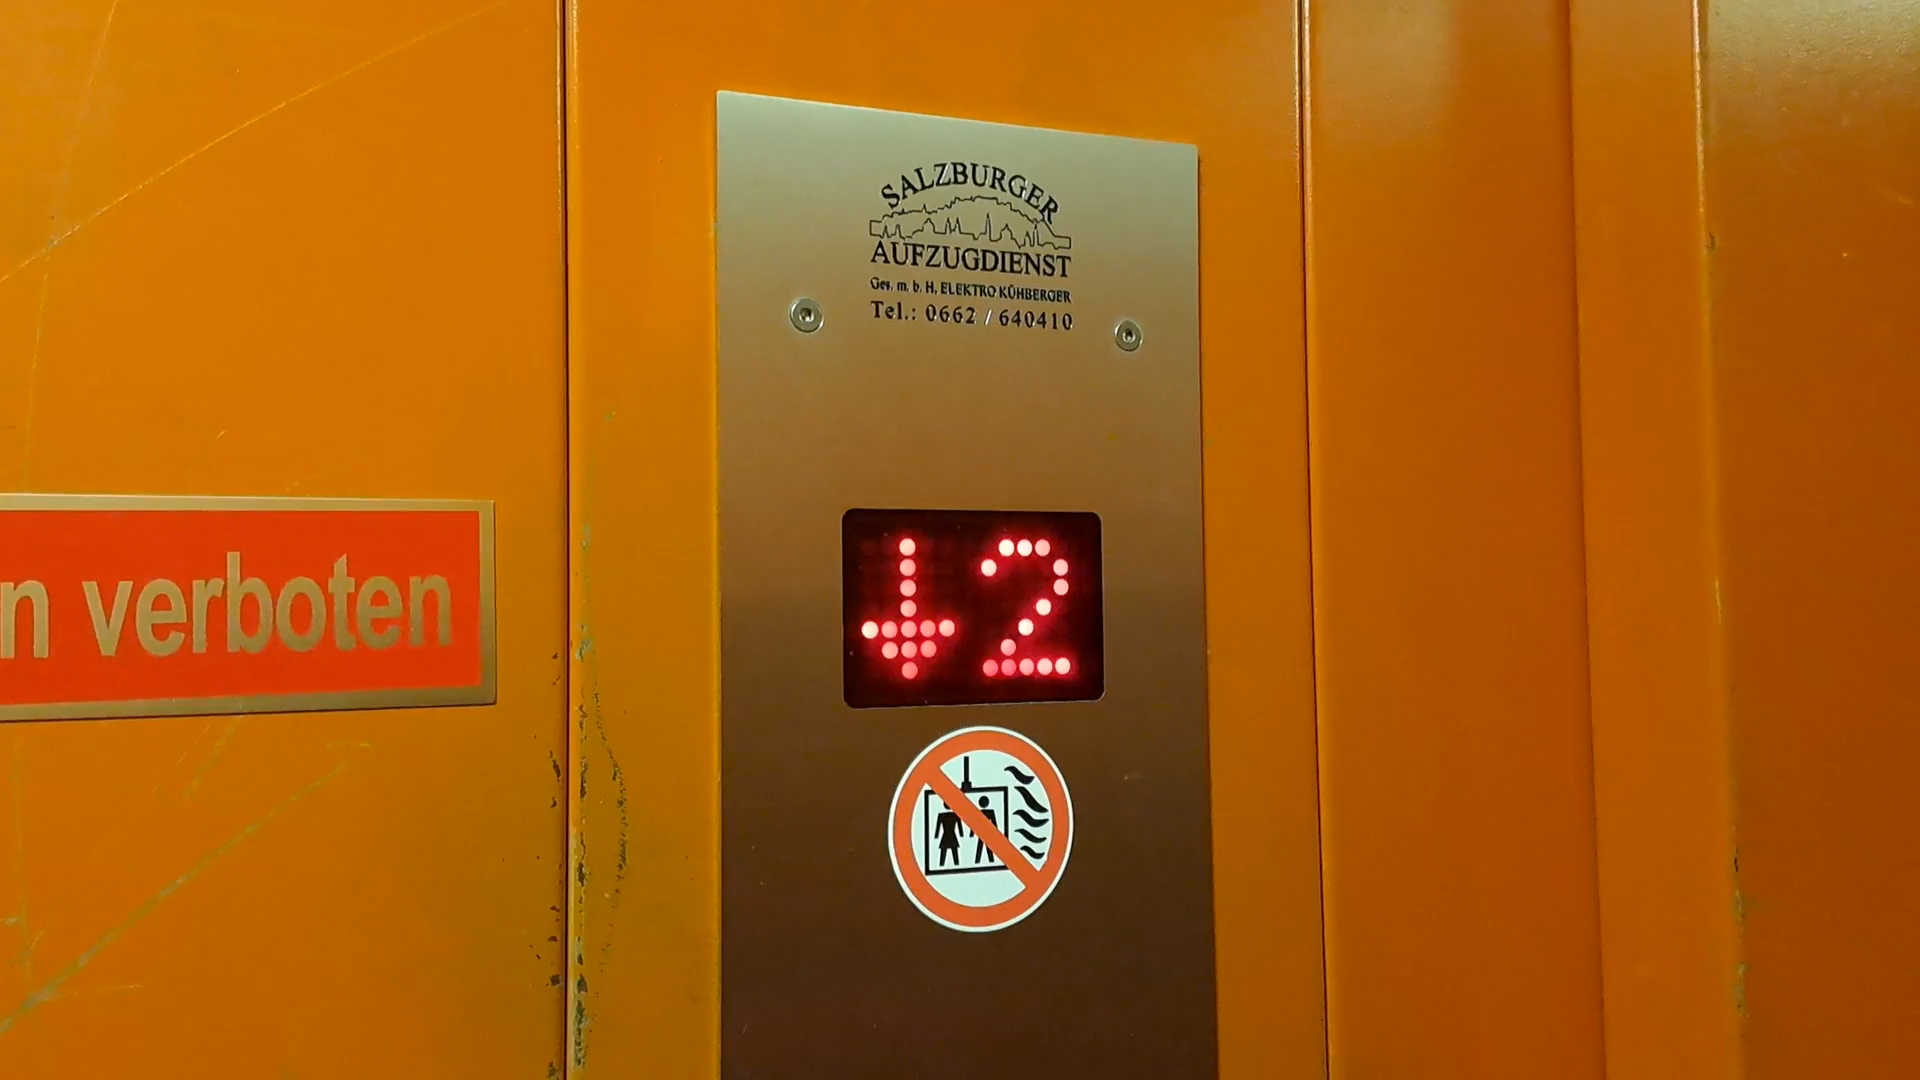 SALZBURGER
AUFZUGDIENST
Ges. m. b. H. ELEKTRO KÜHBERGER
Tel.: 0662 / 640410
↓2
n verboten